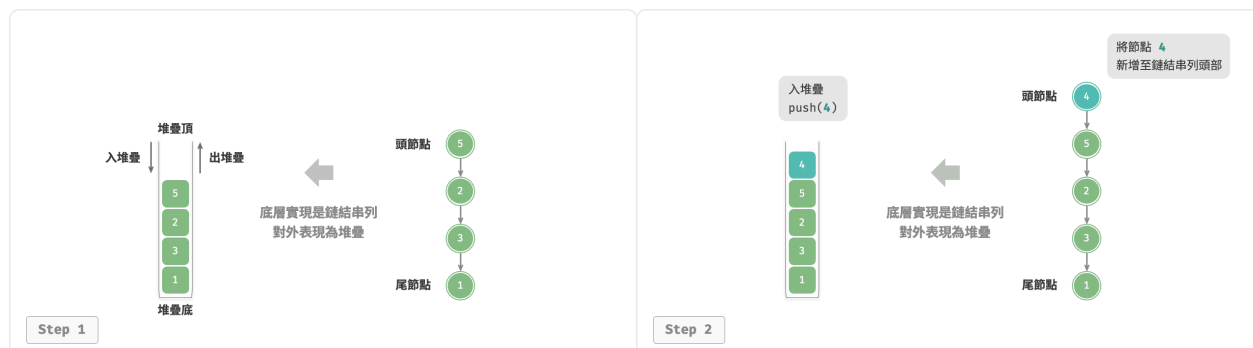 堆疊頂
入堆疊
出堆疊
5
2
3
1
堆疊底
底層實現是鏈結串列
對外表現為堆疊
頭節點
5
2
3
1
尾節點
Step 1
入堆疊
push(4)
4
5
2
3
1
底層實現是鏈結串列
對外表現為堆疊
將節點 4
新增至鏈結串列頭部
頭節點
4
5
2
3
1
尾節點
Step 2